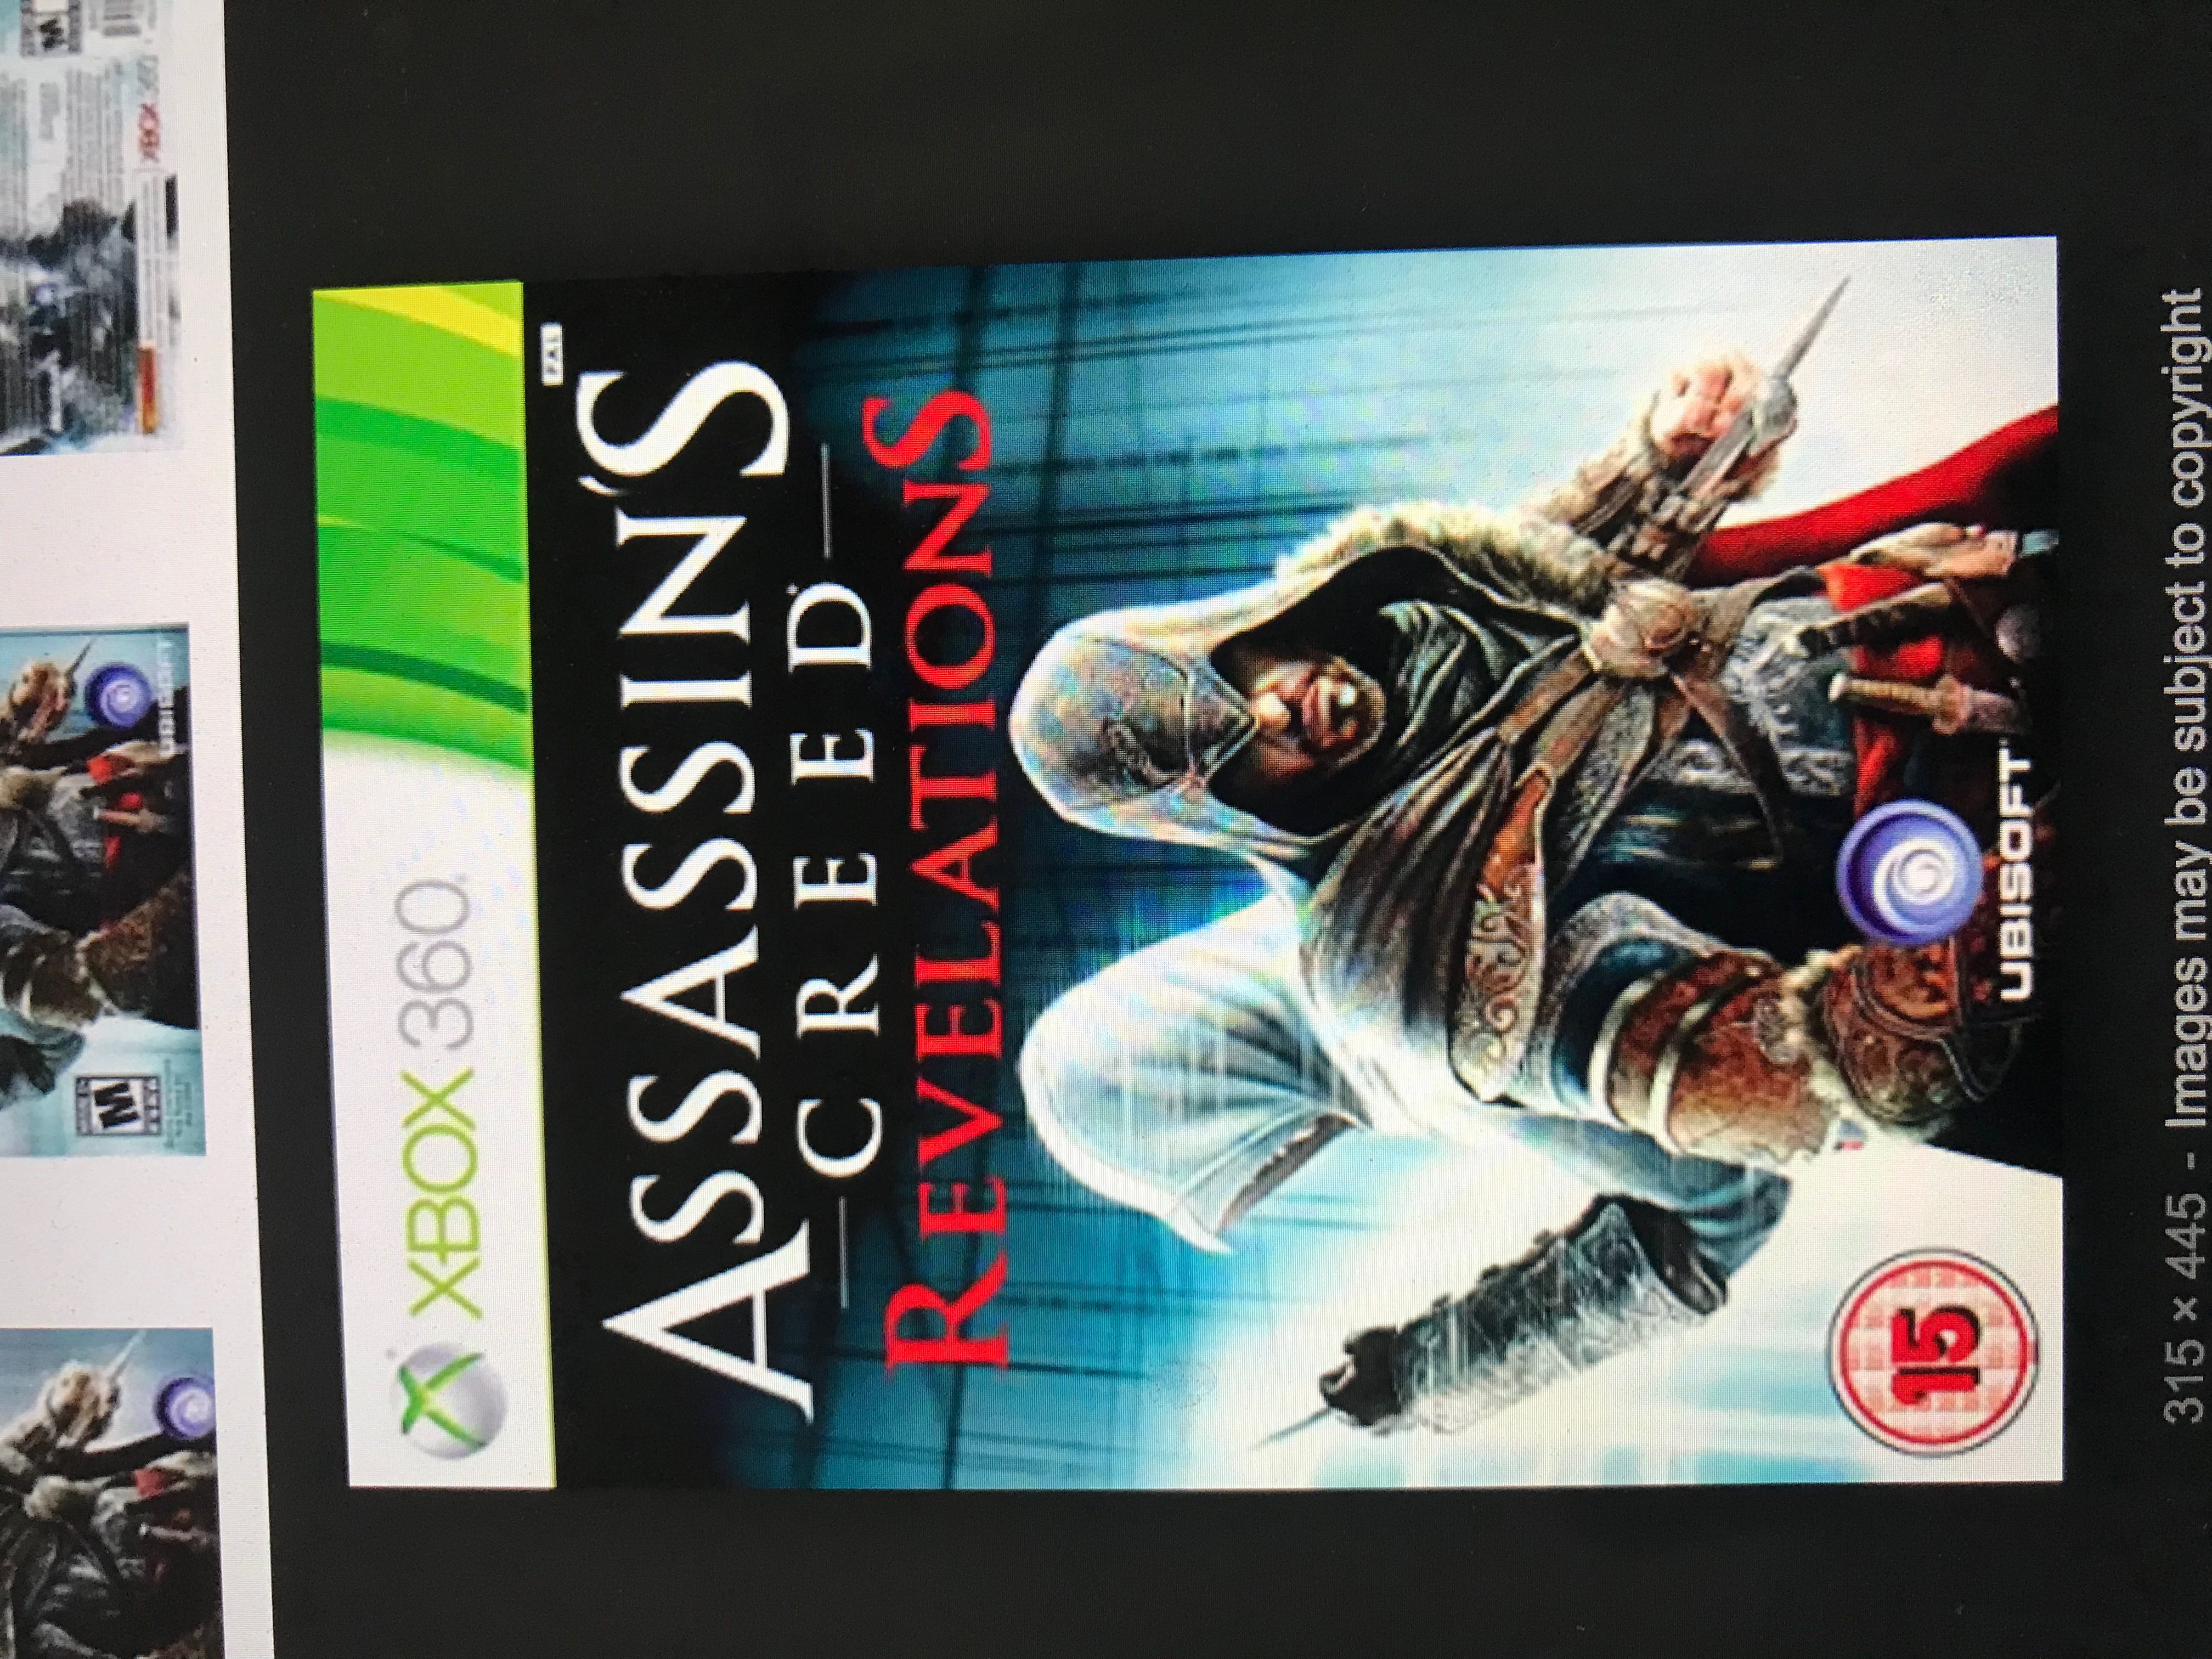 M
UBISOFT
XBOX 360
XBOX 360
PAL
ASSASSIN'S
CREED
REVELATIONS
15
UBISOFT
315 × 445 - Images may be subject to copyright